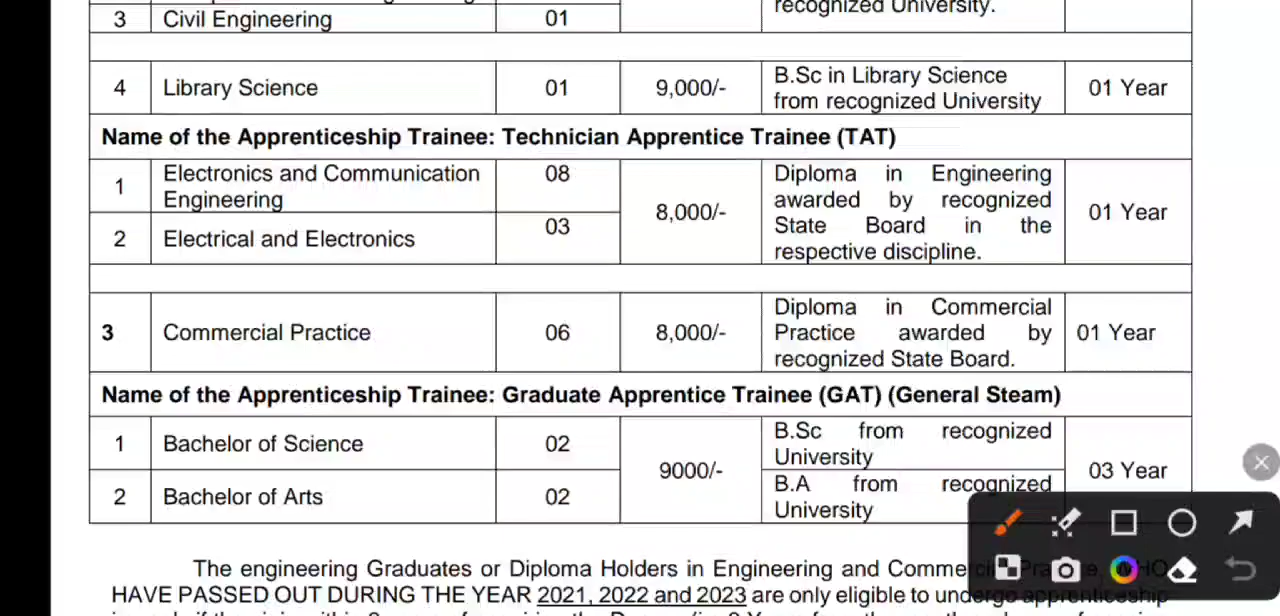 recognized University.
3 Civil Engineering 01
4 Library Science 01 9,000/- B.Sc in Library Science from recognized University 01 Year
Name of the Apprenticeship Trainee: Technician Apprentice Trainee (TAT)
1 Electronics and Communication Engineering 08
8,000/- Diploma in Engineering awarded by recognized State Board in the respective discipline. 01 Year
2 Electrical and Electronics 03
3 Commercial Practice 06 8,000/- Diploma in Commercial Practice awarded by recognized State Board. 01 Year
Name of the Apprenticeship Trainee: Graduate Apprentice Trainee (GAT) (General Steam)
1 Bachelor of Science 02 B.Sc from recognized University
9000/- 03 Year
2 Bachelor of Arts 02 B.A from recognized University
The engineering Graduates or Diploma Holders in Engineering and
HAVE PASSED OUT DURING THE YEAR 2021, 2022 and 2023 are only eligible to undergo apprenticeship